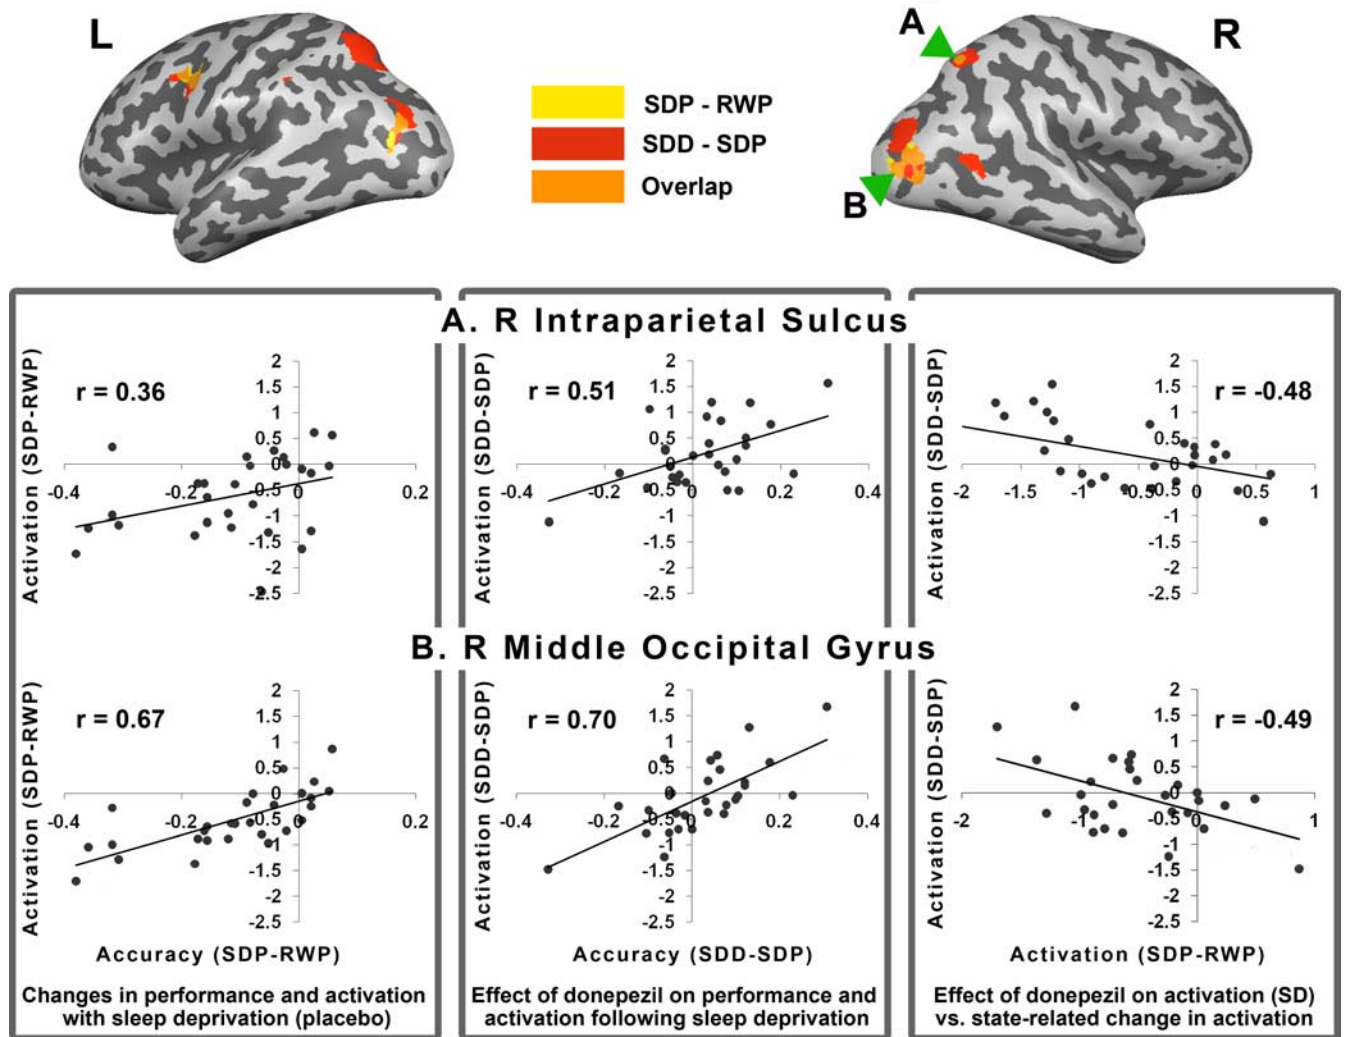 L
A
R
SDP - RWP
SDD - SDP
Overlap
B
A. R Intraparietal Sulcus
Activation (SDP-RWP)
r = 0.36
2
1.5
1
0.5
0
-0.5
-1
-1.5
-2
-2.5
-0.4
-0.2
0
0.2
Activation (SDD-SDP)
r = 0.51
2
1.5
1
0.5
0
-0.5
-1
-1.5
-2
-2.5
-0.4
-0.2
0
0.2
0.4
Activation (SDD-SDP)
r = -0.48
2
1.5
1
0.5
0
-0.5
-1
-1.5
-2
-2.5
-2
-1.5
-1
-0.5
0
0.5
1
B. R Middle Occipital Gyrus
Activation (SDP-RWP)
r = 0.67
2
1.5
1
0.5
0
-0.5
-1
-1.5
-2
-2.5
-0.4
-0.2
0
0.2
Accuracy (SDP-RWP)
Activation (SDD-SDP)
r = 0.70
2
1.5
1
0.5
0
-0.5
-1
-1.5
-2
-2.5
-0.4
-0.2
0
0.2
0.4
Accuracy (SDD-SDP)
Activation (SDD-SDP)
r = -0.49
2
1.5
1
0.5
0
-0.5
-1
-1.5
-2
-2.5
-2
-1
0
1
Activation (SDP-RWP)
Changes in performance and activation
with sleep deprivation (placebo)
Effect of donepezil on performance and
activation following sleep deprivation
Effect of donepezil on activation (SD)
vs. state-related change in activation